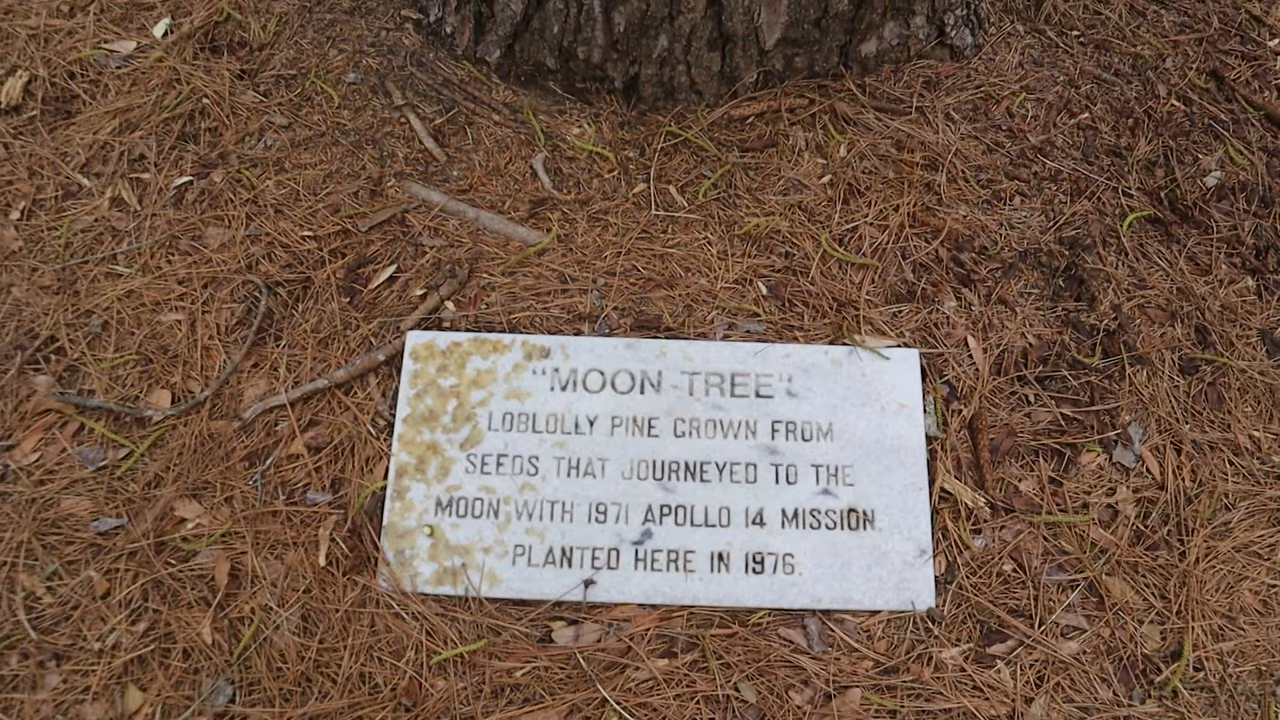 "MOON TREE"
LOBLOLLY PINE GROWN FROM
SEEDS THAT JOURNEYED TO THE
MOON WITH 1971 APOLLO 14 MISSION.
PLANTED HERE IN 1976.